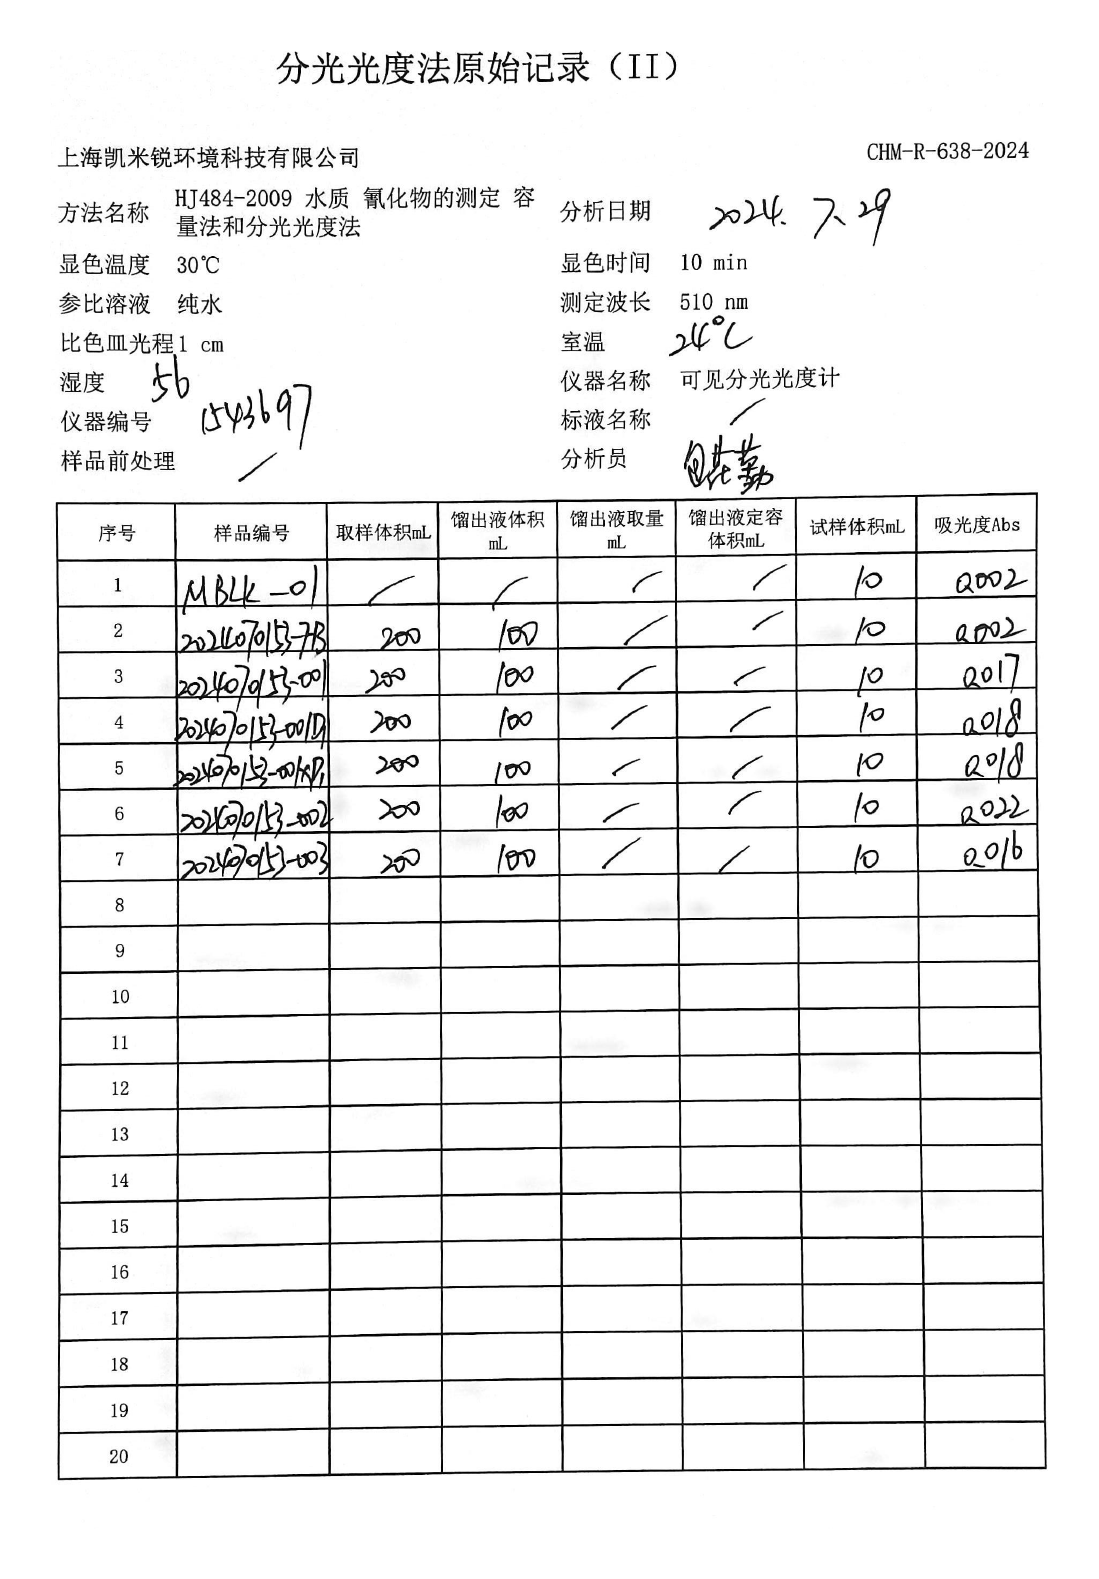 分光光度法原始记录（II）
上海凯米锐环境科技有限公司 CHM-R-638-2024
方法名称 HJ484-2009 水质 氰化物的测定 容量法和分光光度法 分析日期 2024.7.29
显色温度 30℃ 显色时间 10 min
参比溶液 纯水 测定波长 510 nm
比色皿光程 1 cm 室温 24℃
湿度 56 仪器名称 可见分光光度计
仪器编号 1543697 标液名称 /
样品前处理 / 分析员
序号 样品编号 取样体积mL 馏出液体积mL 馏出液取量mL 馏出液定容体积mL 试样体积mL 吸光度Abs
1 MBLK-01 / / / / 10 0.002
2 2024070153 200 100 / / 10 0.002
3 2024070153-001 200 100 / / 10 0.017
4 2024070153-001D1 200 100 / / 10 0.018
5 2024070153-001 200 100 / / 10 0.018
6 2024070153-002 200 100 / / 10 0.022
7 2024070153-003 200 100 / / 10 0.016
8
9
10
11
12
13
14
15
16
17
18
19
20